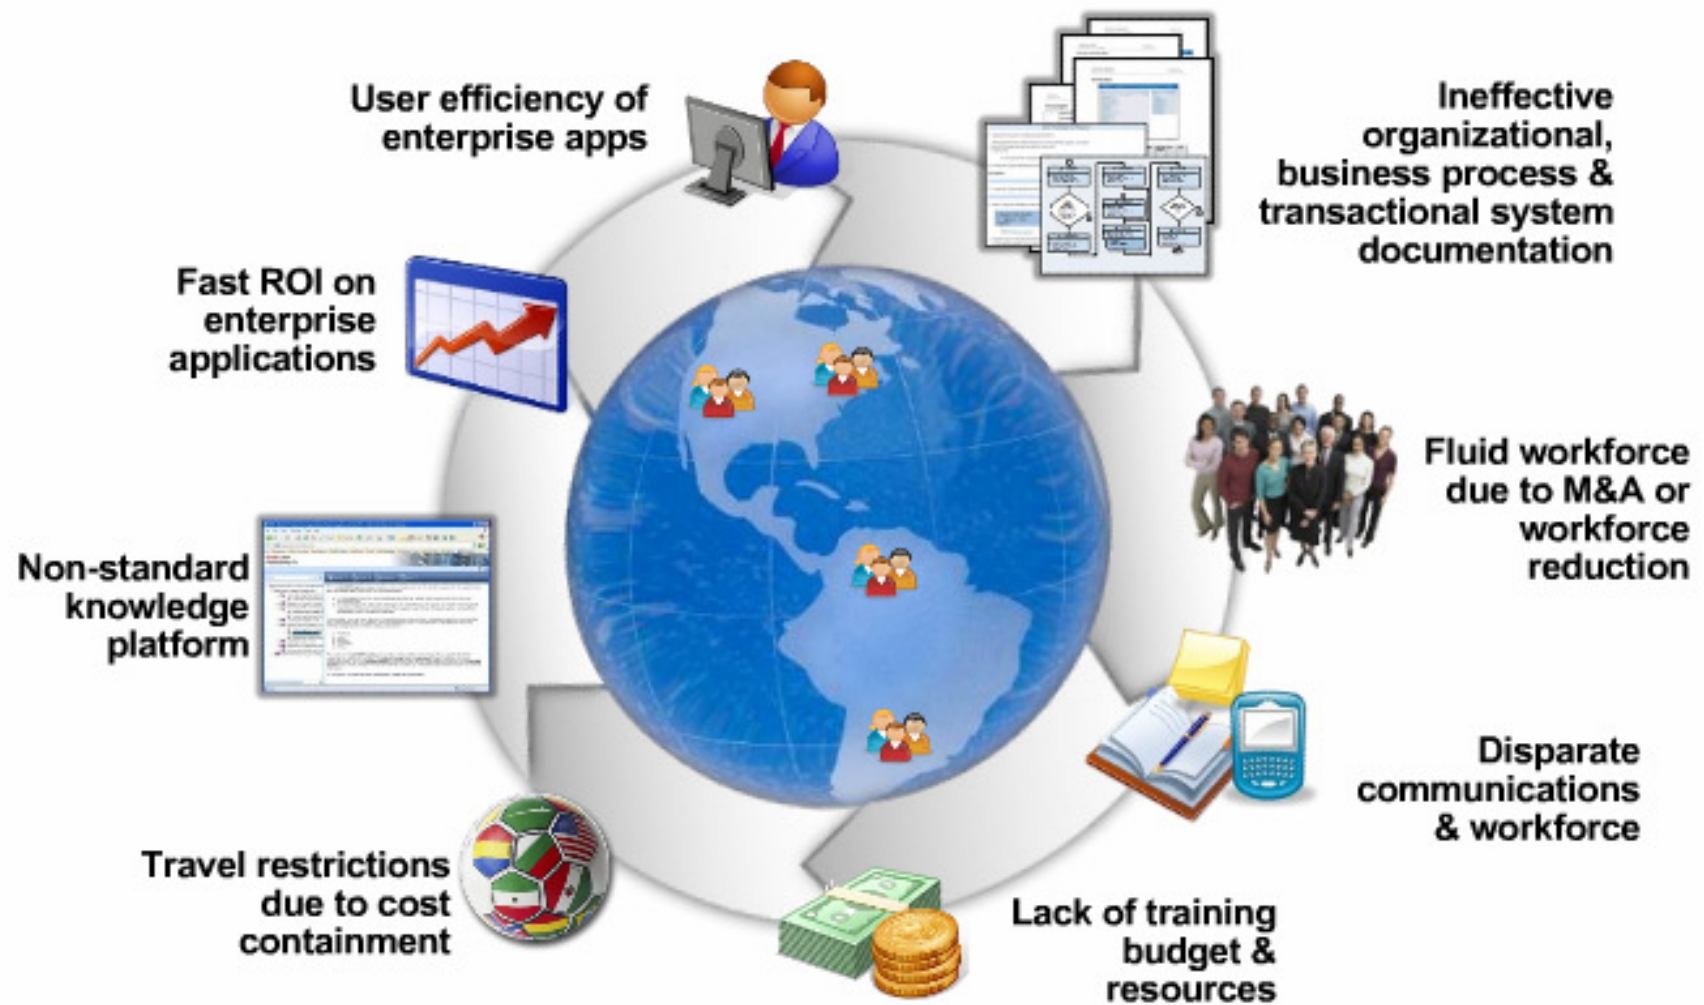 User efficiency of
enterprise apps
Ineffective
organizational,
business process &
transactional system
documentation
Fast ROI on
enterprise
applications
Fluid workforce
due to M&A or
workforce
reduction
Non-standard
knowledge
platform
Disparate
communications
& workforce
Travel restrictions
due to cost
containment
Lack of training
budget &
resources